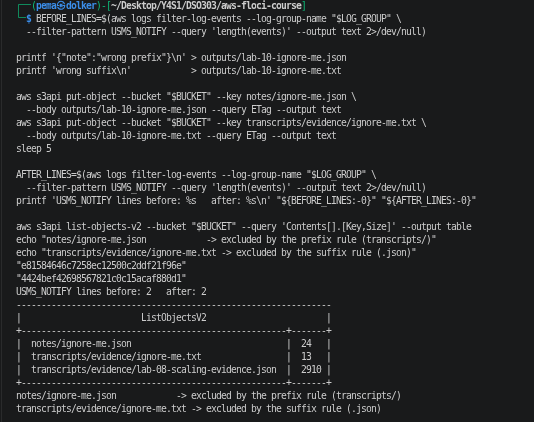 ┌──(pema㉿dolker)-[~/Desktop/Y4S1/DSO303/aws-floci-course]
└─$ BEFORE_LINES=$(aws logs filter-log-events --log-group-name "$LOG_GROUP" \
  --filter-pattern USMS_NOTIFY --query 'length(events)' --output text 2>/dev/null)

printf '{"note":"wrong prefix"}\n' > outputs/lab-10-ignore-me.json
printf 'wrong suffix\n'            > outputs/lab-10-ignore-me.txt

aws s3api put-object --bucket "$BUCKET" --key notes/ignore-me.json \
  --body outputs/lab-10-ignore-me.json --query ETag --output text
aws s3api put-object --bucket "$BUCKET" --key transcripts/evidence/ignore-me.txt \
  --body outputs/lab-10-ignore-me.txt --query ETag --output text
sleep 5

AFTER_LINES=$(aws logs filter-log-events --log-group-name "$LOG_GROUP" \
  --filter-pattern USMS_NOTIFY --query 'length(events)' --output text 2>/dev/null)
printf 'USMS_NOTIFY lines before: %s   after: %s\n' "${BEFORE_LINES:-0}" "${AFTER_LINES:-0}"

aws s3api list-objects-v2 --bucket "$BUCKET" --query 'Contents[].[Key,Size]' --output table
echo "notes/ignore-me.json            -> excluded by the prefix rule (transcripts/)"
echo "transcripts/evidence/ignore-me.txt -> excluded by the suffix rule (.json)"
"e81584646c7258ec12500c2ddf21f96e"
"4424bef42698567821c0c15acaf880d1"
USMS_NOTIFY lines before: 2   after: 2
---------------------------------------------------------------
|                        ListObjectsV2                        |
+-----------------------------------------------------+-------+
|  notes/ignore-me.json                               |  24   |
|  transcripts/evidence/ignore-me.txt                 |  13   |
|  transcripts/evidence/lab-08-scaling-evidence.json  |  2910 |
+-----------------------------------------------------+-------+
notes/ignore-me.json            -> excluded by the prefix rule (transcripts/)
transcripts/evidence/ignore-me.txt -> excluded by the suffix rule (.json)